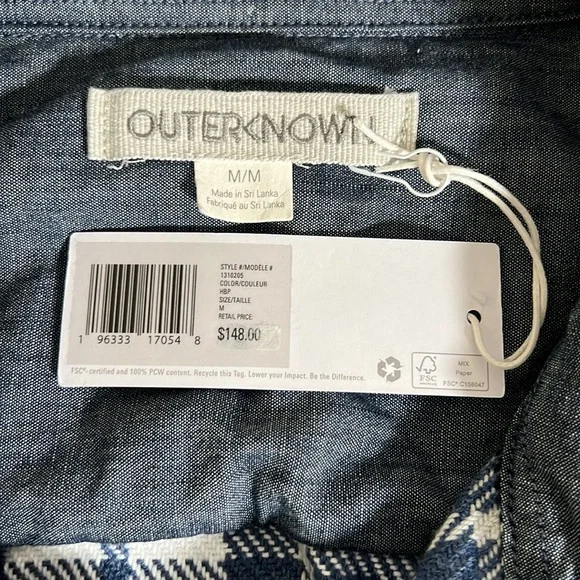 OUTERKNOWN
M/M
Made in Sri Lanka
Fabriqué au Sri Lanka
STYLE #/MODÈLE #
1310205
COLOR/COULEUR
HBP
SIZE/TAILLE
M
RETAIL PRICE:
$148.00
1 96333 17054 8
FSC®-certified and 100% PCW content. Recycle this Tag. Lower your Impact. Be the Difference.
FSC
MIX
Paper
FSC® C156047